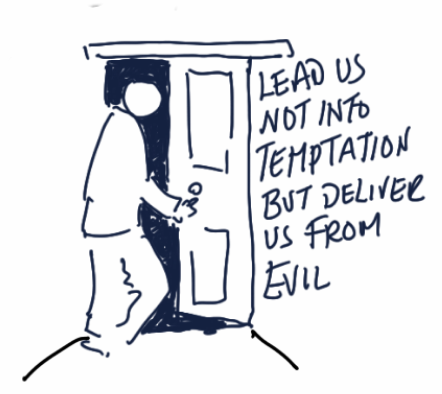 LEAD US
NOT INTO
TEMPTATION
BUT DELIVER
US FROM
EVIL